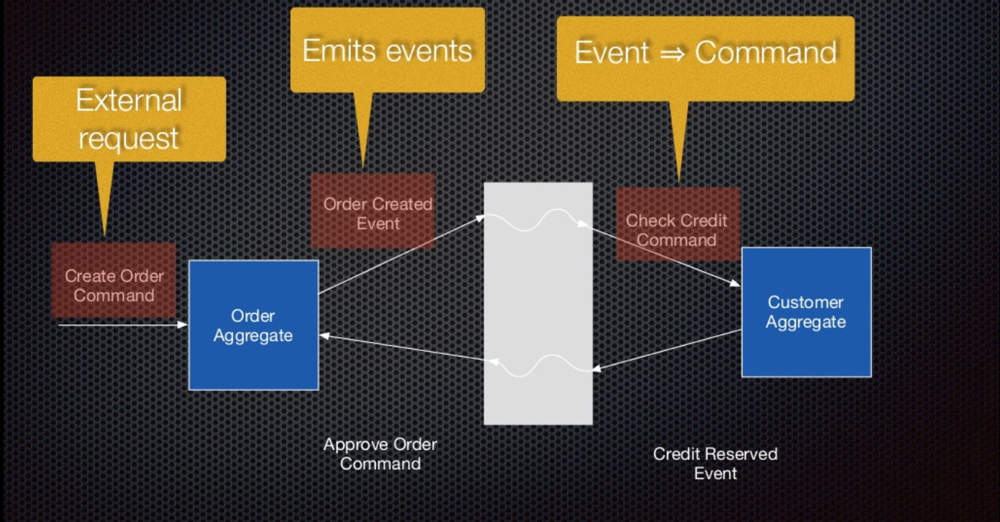 External
request
Emits events
Event ⇒ Command
Create Order
Command
Order Created
Event
Check Credit
Command
Order
Aggregate
Customer
Aggregate
Approve Order
Command
Credit Reserved
Event